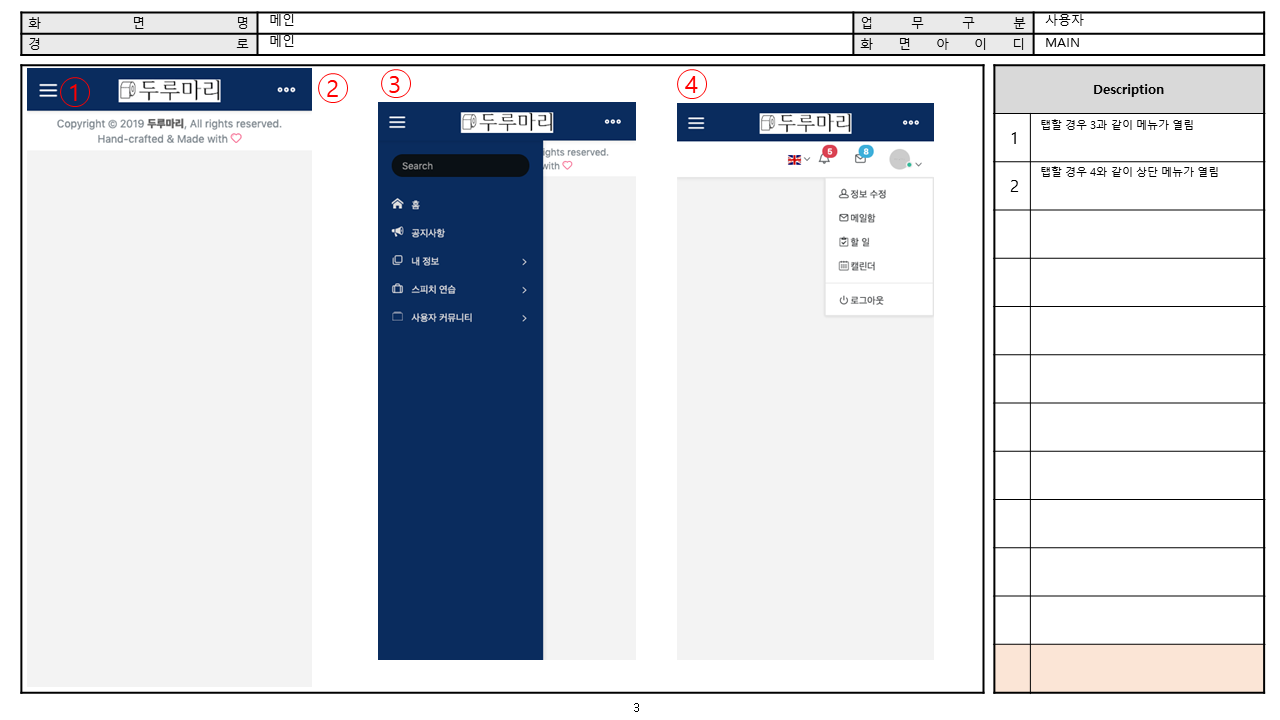 화 면 명 메인 업 무 구 분 사용자
경 로 메인 화 면 아 이 디 MAIN
1 두루마리 2
Copyright © 2019 두루마리, All rights reserved.
Hand-crafted & Made with
3
두루마리
ights reserved.
with
Search
홈
공지사항
내 정보
스피치 연습
사용자 커뮤니티
4
두루마리
5 8
정보 수정
메일함
할 일
캘린더
로그아웃
Description
1 탭할 경우 3과 같이 메뉴가 열림
2 탭할 경우 4와 같이 상단 메뉴가 열림
3